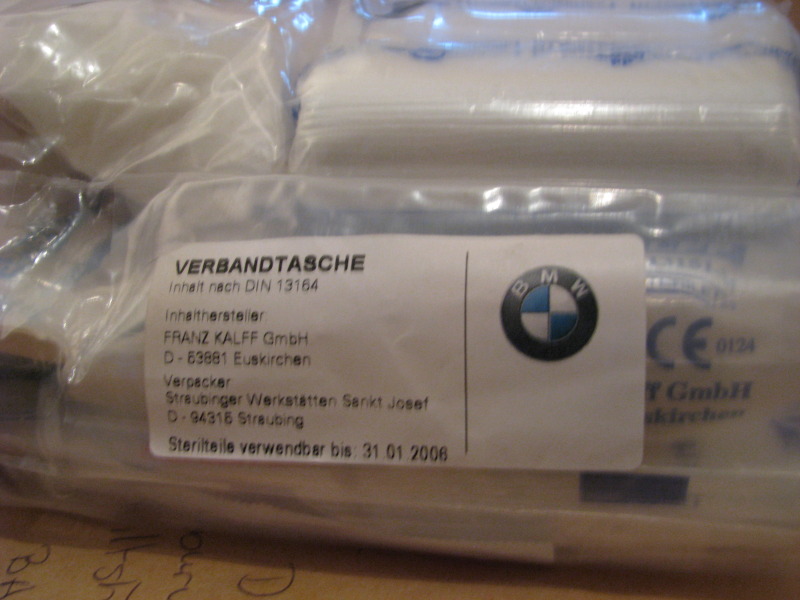 VERBANDTASCHE
Inhalt nach DIN 13164
Inhalthersteller:
FRANZ KALFF GmbH
D - 53881 Euskirchen
Verpacker
Straubinger Werkstätten Sankt Josef
D - 94315 Straubing
Sterilteile verwendbar bis: 31.01.2006
BMW
CE 0124
GmbH